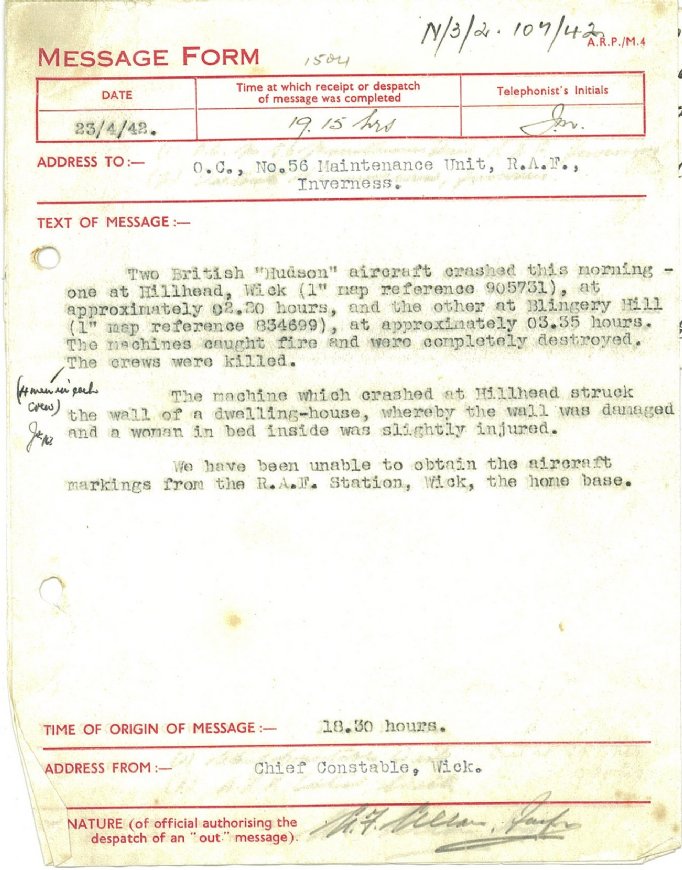 N/3/2. 107/42
A.R.P./M.4
MESSAGE FORM
1504
DATE
Time at which receipt or despatch
of message was completed
Telephonist's Initials
23/4/42.
19.15 hrs
ADDRESS TO :—
O.C., No.56 Maintenance Unit, R.A.F.,
Inverness.
TEXT OF MESSAGE :—
Two British "Hudson" aircraft crashed this morning -
one at Hillhead, Wick (1" map reference 905731), at
approximately 02.20 hours, and the other at Blingery Hill
(1" map reference 834699), at approximately 03.35 hours.
The machines caught fire and were completely destroyed.
The crews were killed.
(4 men in each
crew)
The machine which crashed at Hillhead struck
the wall of a dwelling-house, whereby the wall was damaged
and a woman in bed inside was slightly injured.
We have been unable to obtain the aircraft
markings from the R.A.F. Station, Wick, the home base.
TIME OF ORIGIN OF MESSAGE :—
18.30 hours.
ADDRESS FROM :—
Chief Constable, Wick.
NATURE (of official authorising the
despatch of an "out" message).